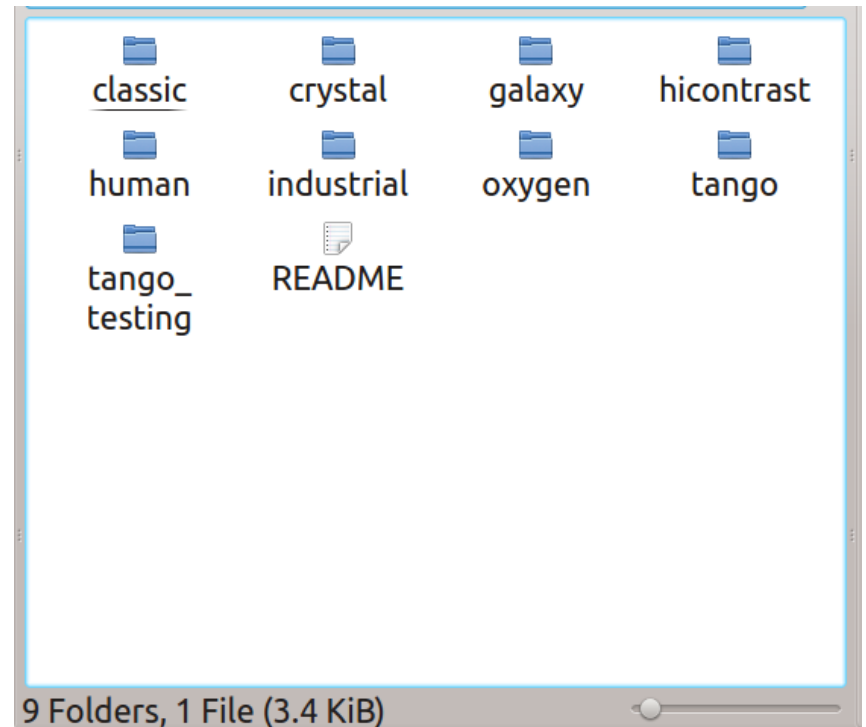 classic crystal galaxy hicontrast
human industrial oxygen tango
tango_ README
testing
9 Folders, 1 File (3.4 KiB)